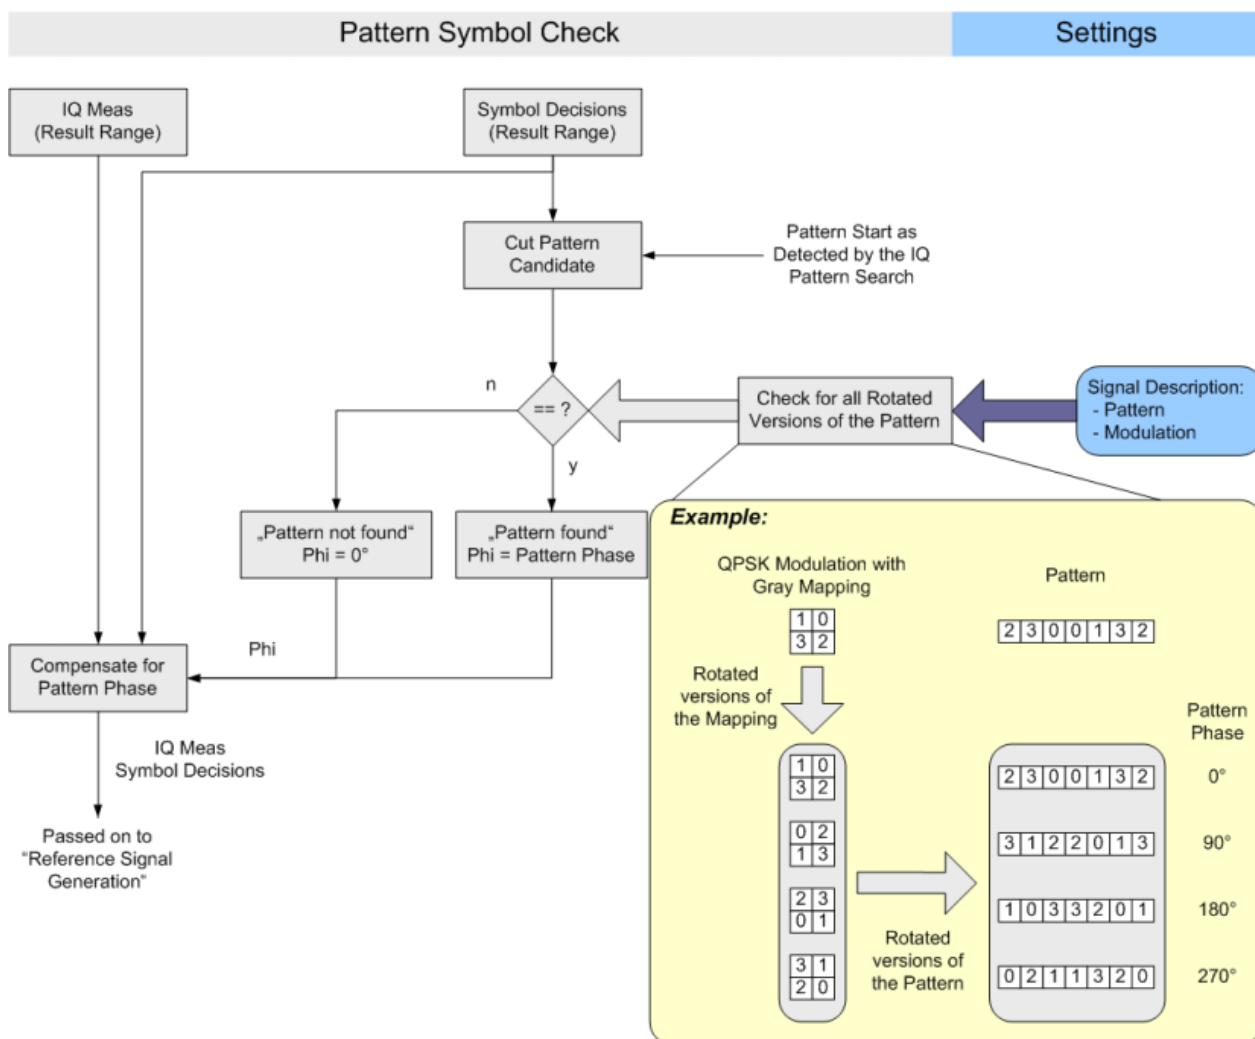 Pattern Symbol Check
Settings
IQ Meas
(Result Range)
Symbol Decisions
(Result Range)
Cut Pattern
Candidate
Pattern Start as
Detected by the IQ
Pattern Search
n
== ?
Check for all Rotated
Versions of the Pattern
Signal Description:
- Pattern
- Modulation
y
„Pattern not found“
Phi = 0°
„Pattern found“
Phi = Pattern Phase
Phi
Compensate for
Pattern Phase
IQ Meas
Symbol Decisions
Passed on to
“Reference Signal
Generation“
Example:
QPSK Modulation with
Gray Mapping
1 0
3 2
Pattern
2 3 0 0 1 3 2
Rotated
versions of
the Mapping
Pattern
Phase
1 0
3 2
2 3 0 0 1 3 2
0°
0 2
1 3
3 1 2 2 0 1 3
90°
2 3
0 1
1 0 3 3 2 0 1
180°
Rotated
versions of
the Pattern
3 1
2 0
0 2 1 1 3 2 0
270°